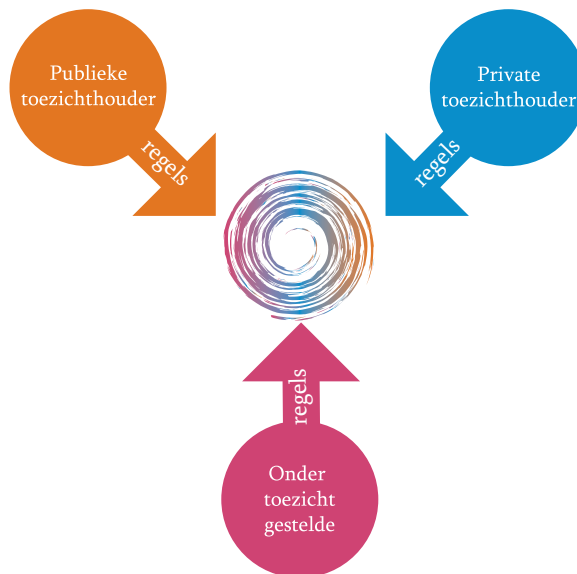 Publieke
toezichthouder
regels
Private
toezichthouder
regels
regels
Onder
toezicht
gestelde